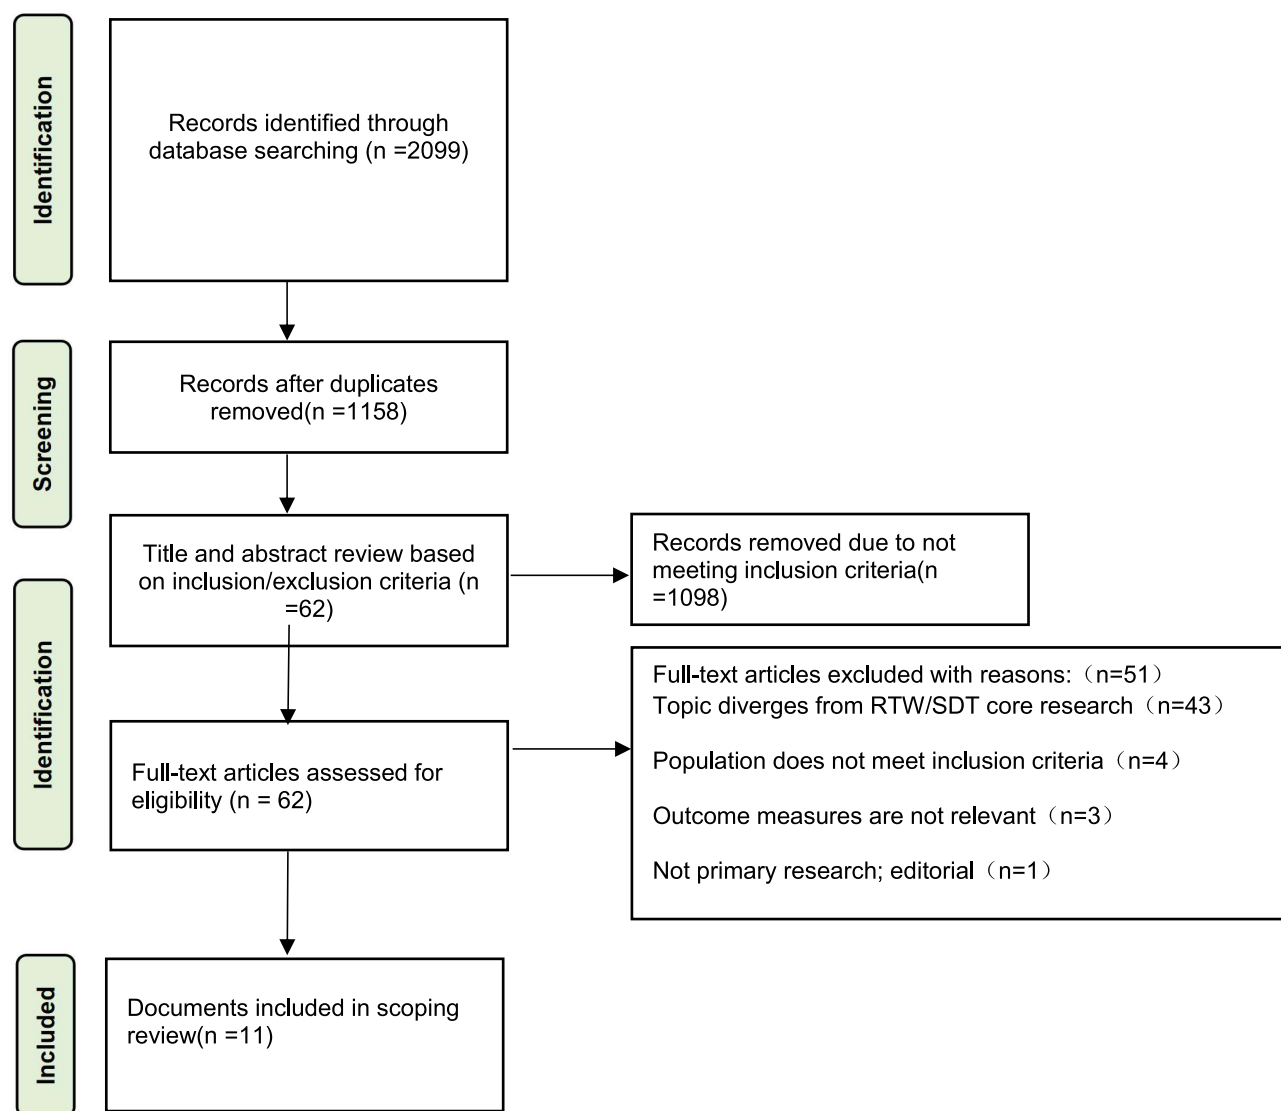 Identification
Records identified through
database searching (n =2099)
Screening
Records after duplicates
removed(n =1158)
Title and abstract review based
on inclusion/exclusion criteria (n
=62)
Records removed due to not
meeting inclusion criteria(n
=1098)
Identification
Full-text articles assessed for
eligibility (n = 62)
Full-text articles excluded with reasons:（n=51）
Topic diverges from RTW/SDT core research（n=43）
Population does not meet inclusion criteria（n=4）
Outcome measures are not relevant（n=3）
Not primary research; editorial（n=1）
Included
Documents included in scoping
review(n =11)